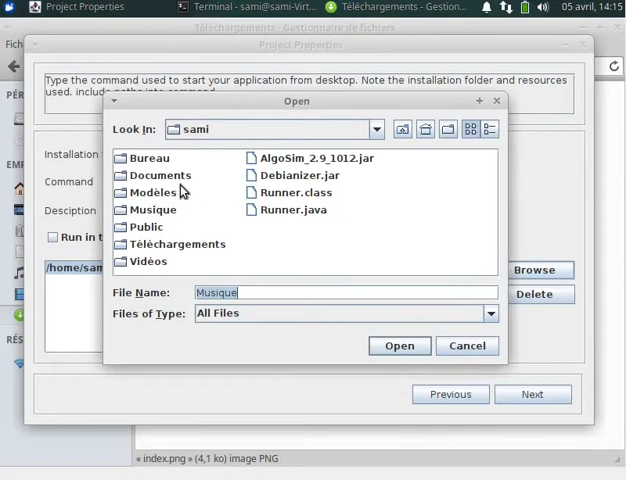 Project Properties
Terminal - sami@sami-Virt...
Téléchargements - Gestion...
05 avril, 14:15
Téléchargements - Gestionnaire de fichiers
Fich
Project Properties
Type the command used to start your application from desktop. Note the installation folder and resources
used. include paths into command
PÉR
Open
Look In:
sami
EMP
Installation
Command
Desciption
Run in t
/home/sam
Bureau
Documents
Modèles
Musique
Public
Téléchargements
Vidéos
AlgoSim_2.9_1012.jar
Debianizer.jar
Runner.class
Runner.java
Browse
Delete
File Name:
Musique
Files of Type:
All Files
Open
Cancel
RÉS
Previous
Next
« index.png » (4,1 ko) image PNG